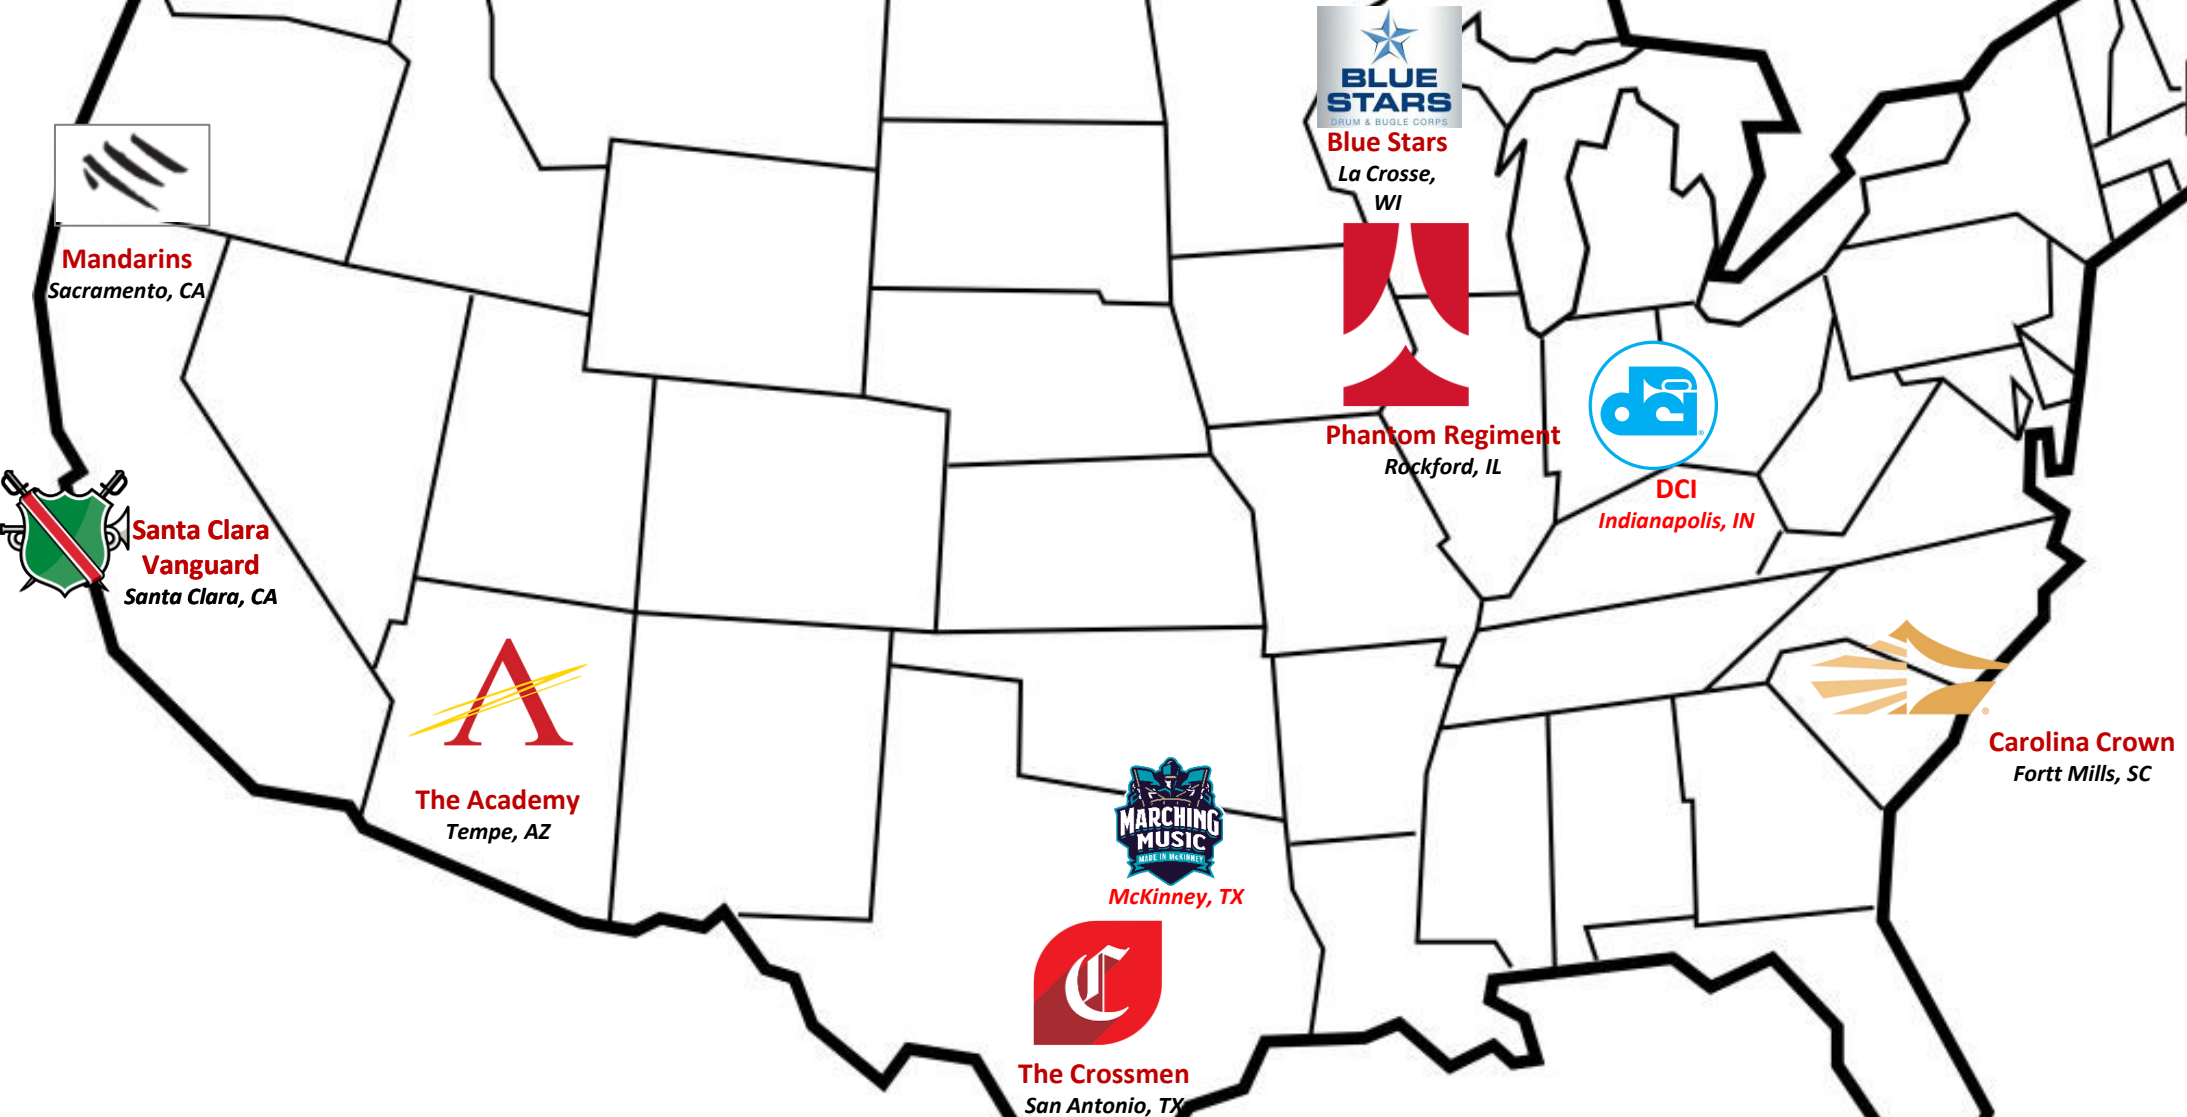 BLUE
STARS
DRUM & BUGLE CORPS
Blue Stars
La Crosse,
WI
Mandarins
Sacramento, CA
Phantom Regiment
Rockford, IL
dci
DCI
Indianapolis, IN
Santa Clara
Vanguard
Santa Clara, CA
A
The Academy
Tempe, AZ
Carolina Crown
Fortt Mills, SC
MARCHING
MUSIC
MADE IN McKINNEY
McKinney, TX
C
The Crossmen
San Antonio, TX